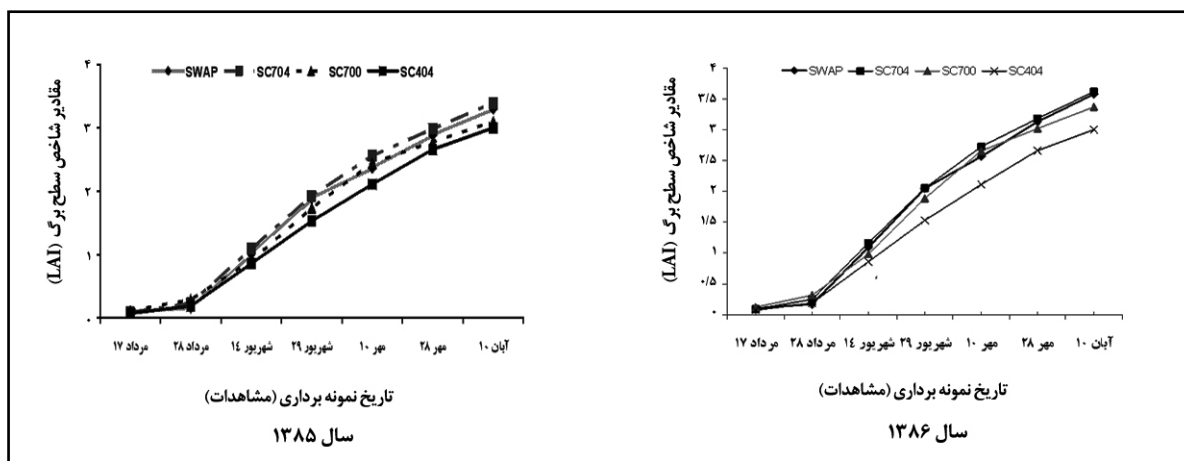 SWAP SC704 SC700 SC404
مقادیر شاخص سطح برگ (LAI)
۴
۳
۲
۱
۰
۱۷ مرداد ۲۸ مرداد ۱۴ شهریور ۲۹ شهریور ۱۰ مهر ۲۸ مهر ۱۰ آبان
تاریخ نمونه برداری (مشاهدات)
سال ۱۳۸۵
SWAP SC704 SC700 SC404
مقادیر شاخص سطح برگ (LAI)
۴
۳/۵
۳
۲/۵
۲
۱/۵
۱
۰/۵
۰
۱۷ مرداد ۲۸ مرداد ۱۴ شهریور ۲۹ شهریور ۱۰ مهر ۲۸ مهر ۱۰ آبان
تاریخ نمونه برداری (مشاهدات)
سال ۱۳۸۶